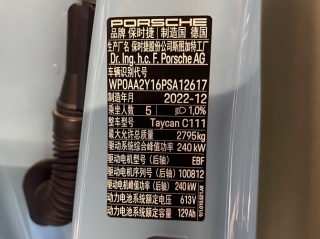 PORSCHE
品牌 保时捷 制造国 德国
生产厂名 保时捷股份公司斯图加特工厂
Dr. Ing. h.c. F. Porsche AG
车辆识别代号
WP0AA2Y16PSA12617
制造年月 2022-12
乘坐人数 5 1.0%
整车型号 Taycan C111
最大允许总质量 2795kg
驱动系统综合峰值功率 240 kW
驱动电机型号(后轴) EBF
驱动电机序列号(后轴) 100812
驱动电机峰值功率(后轴) 240 kW
动力电池系统额定电压 613V
动力电池系统额定容量 129Ah